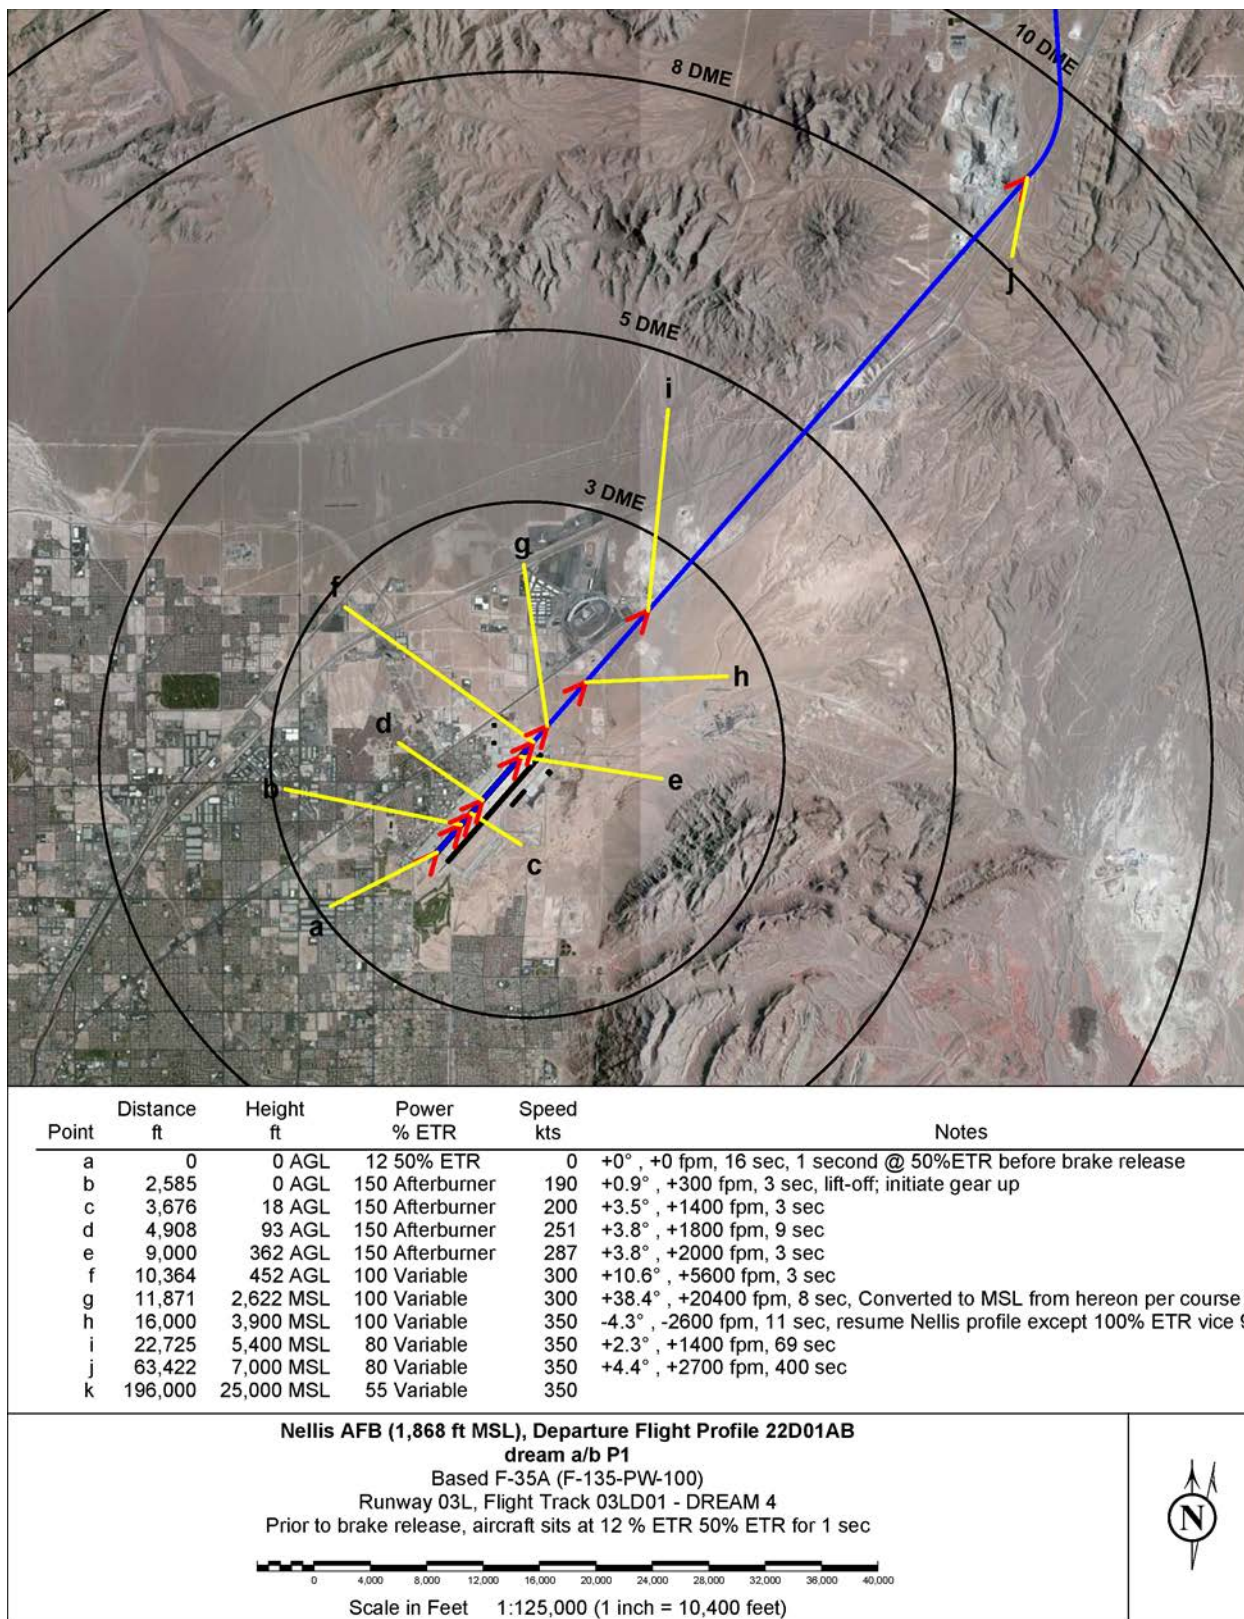 10 DME
8 DME
5 DME
i
3 DME
g
f
h
d
e
b
c
a
j
Point Distance ft Height ft Power % ETR Speed kts Notes
a 0 0 AGL 12 50% ETR 0 +0° , +0 fpm, 16 sec, 1 second @ 50%ETR before brake release
b 2,585 0 AGL 150 Afterburner 190 +0.9° , +300 fpm, 3 sec, lift-off; initiate gear up
c 3,676 18 AGL 150 Afterburner 200 +3.5° , +1400 fpm, 3 sec
d 4,908 93 AGL 150 Afterburner 251 +3.8° , +1800 fpm, 9 sec
e 9,000 362 AGL 150 Afterburner 287 +3.8° , +2000 fpm, 3 sec
f 10,364 452 AGL 100 Variable 300 +10.6° , +5600 fpm, 3 sec
g 11,871 2,622 MSL 100 Variable 300 +38.4° , +20400 fpm, 8 sec, Converted to MSL from hereon per course
h 16,000 3,900 MSL 100 Variable 350 -4.3° , -2600 fpm, 11 sec, resume Nellis profile except 100% ETR vice
i 22,725 5,400 MSL 80 Variable 350 +2.3° , +1400 fpm, 69 sec
j 63,422 7,000 MSL 80 Variable 350 +4.4° , +2700 fpm, 400 sec
k 196,000 25,000 MSL 55 Variable 350
Nellis AFB (1,868 ft MSL), Departure Flight Profile 22D01AB
dream a/b P1
Based F-35A (F-135-PW-100)
Runway 03L, Flight Track 03LD01 - DREAM 4
Prior to brake release, aircraft sits at 12 % ETR 50% ETR for 1 sec
0 4,000 8,000 12,000 16,000 20,000 24,000 28,000 32,000 36,000 40,000
Scale in Feet 1:125,000 (1 inch = 10,400 feet)
N